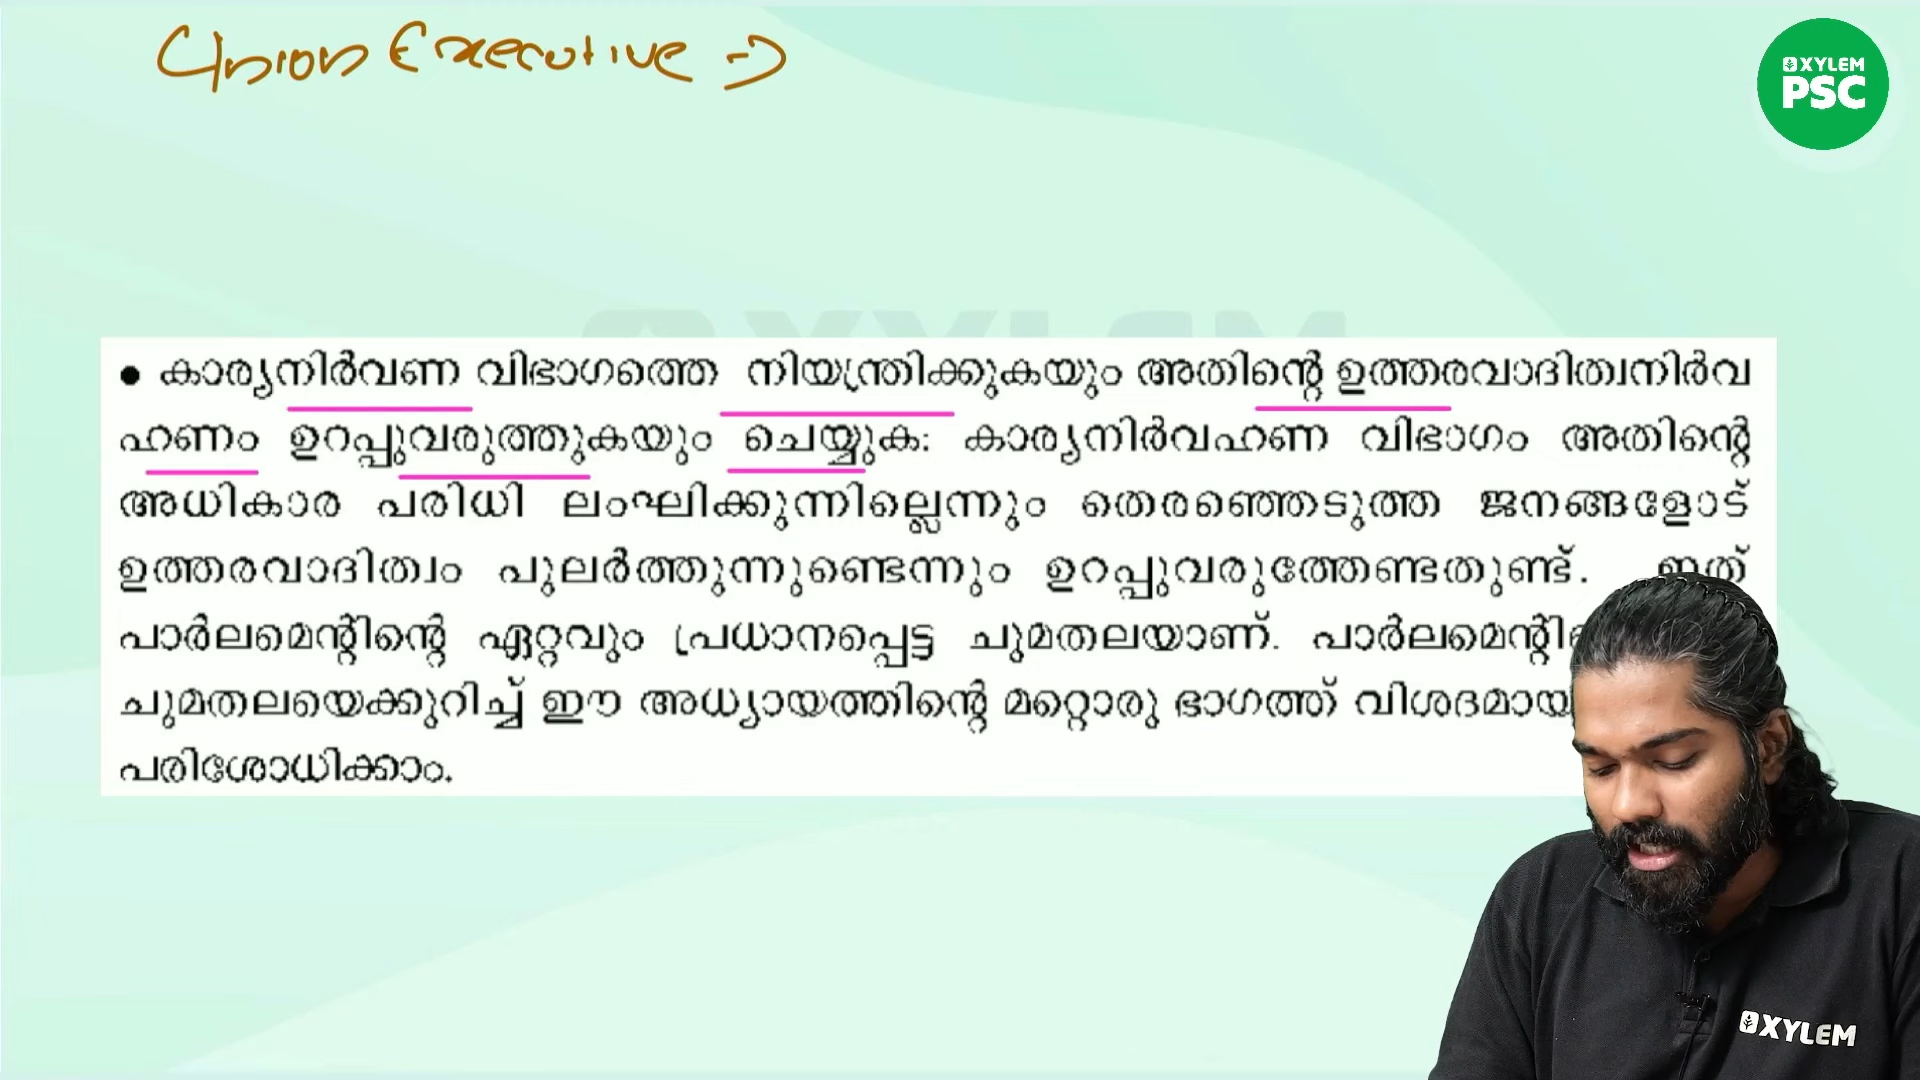 Union Executive →
XYLEM
PSC
XYLEM
• കാര്യനിർവണ വിഭാഗത്തെ നിയന്ത്രിക്കുകയും അതിന്റെ ഉത്തരവാദിത്വനിർവ
ഹണം ഉറപ്പുവരുത്തുകയും ചെയ്യുക: കാര്യനിർവഹണ വിഭാഗം അതിന്റെ
അധികാര പരിധി ലംഘിക്കുന്നില്ലെന്നും തെരഞ്ഞെടുത്ത ജനങ്ങളോട്
ഉത്തരവാദിത്വം പുലർത്തുന്നുണ്ടെന്നും ഉറപ്പുവരുത്തേണ്ടതുണ്ട്. ഇത്
പാർലമെന്റിന്റെ ഏറ്റവും പ്രധാനപ്പെട്ട ചുമതലയാണ്.
ചുമതലയെക്കുറിച്ച് ഈ അധ്യായത്തിന്റെ മറ്റൊരു ഭാഗത്ത്
പരിശോധിക്കാം.
OXYLEM